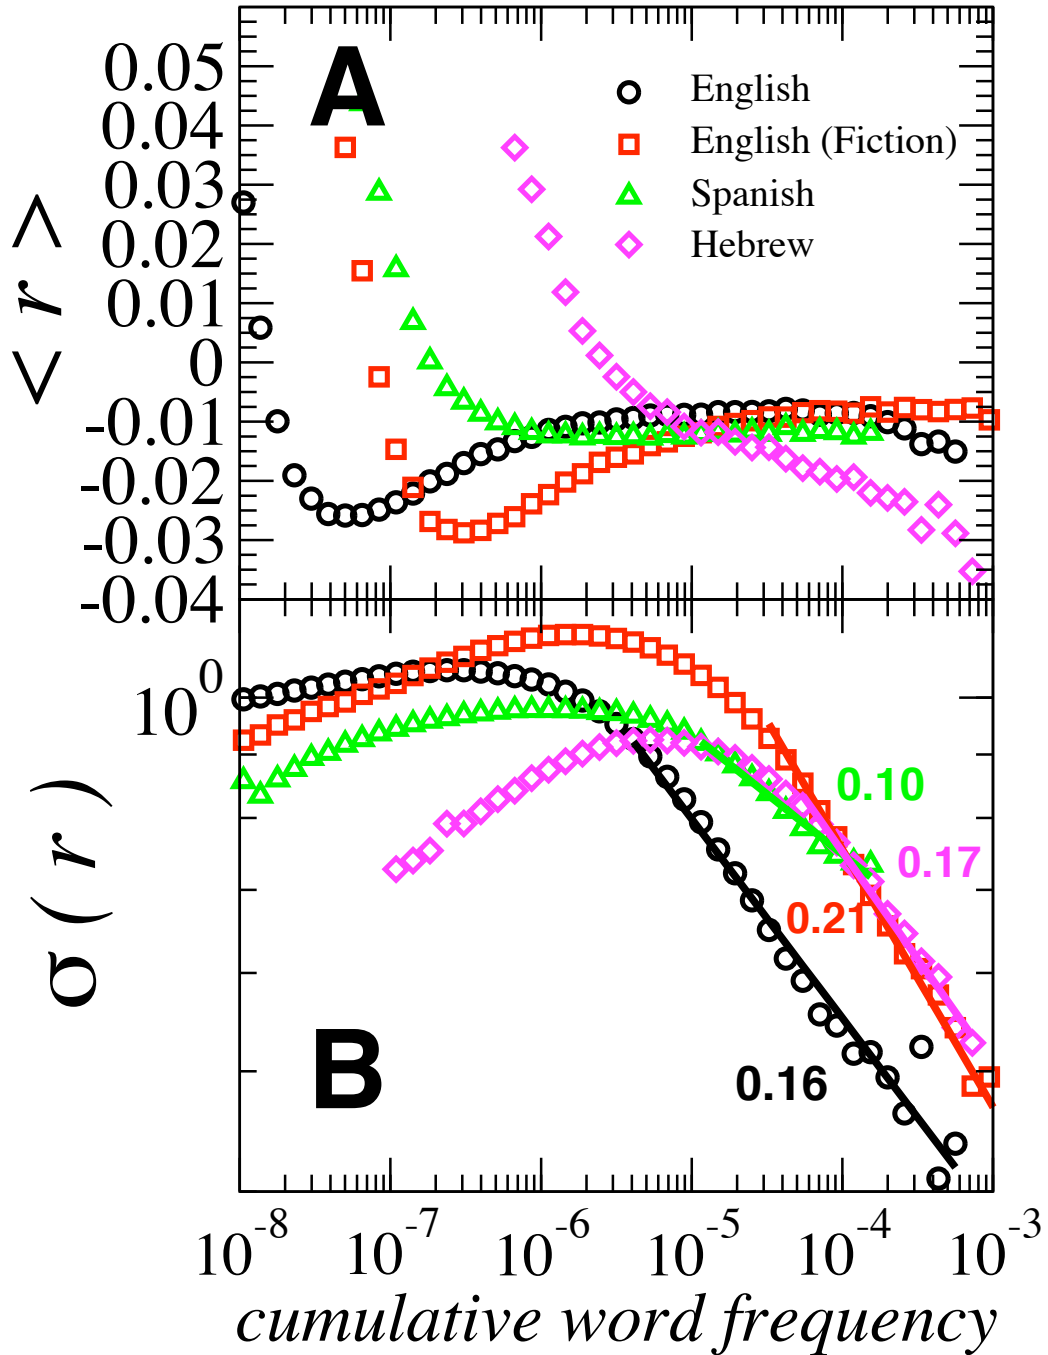 A
0.05
0.04
0.03
0.02
0.01
0
-0.01
-0.02
-0.03
-0.04
< r >
English
English (Fiction)
Spanish
Hebrew
10^0
σ ( r )
B
0.10
0.17
0.21
0.16
10^-8 10^-7 10^-6 10^-5 10^-4 10^-3
cumulative word frequency